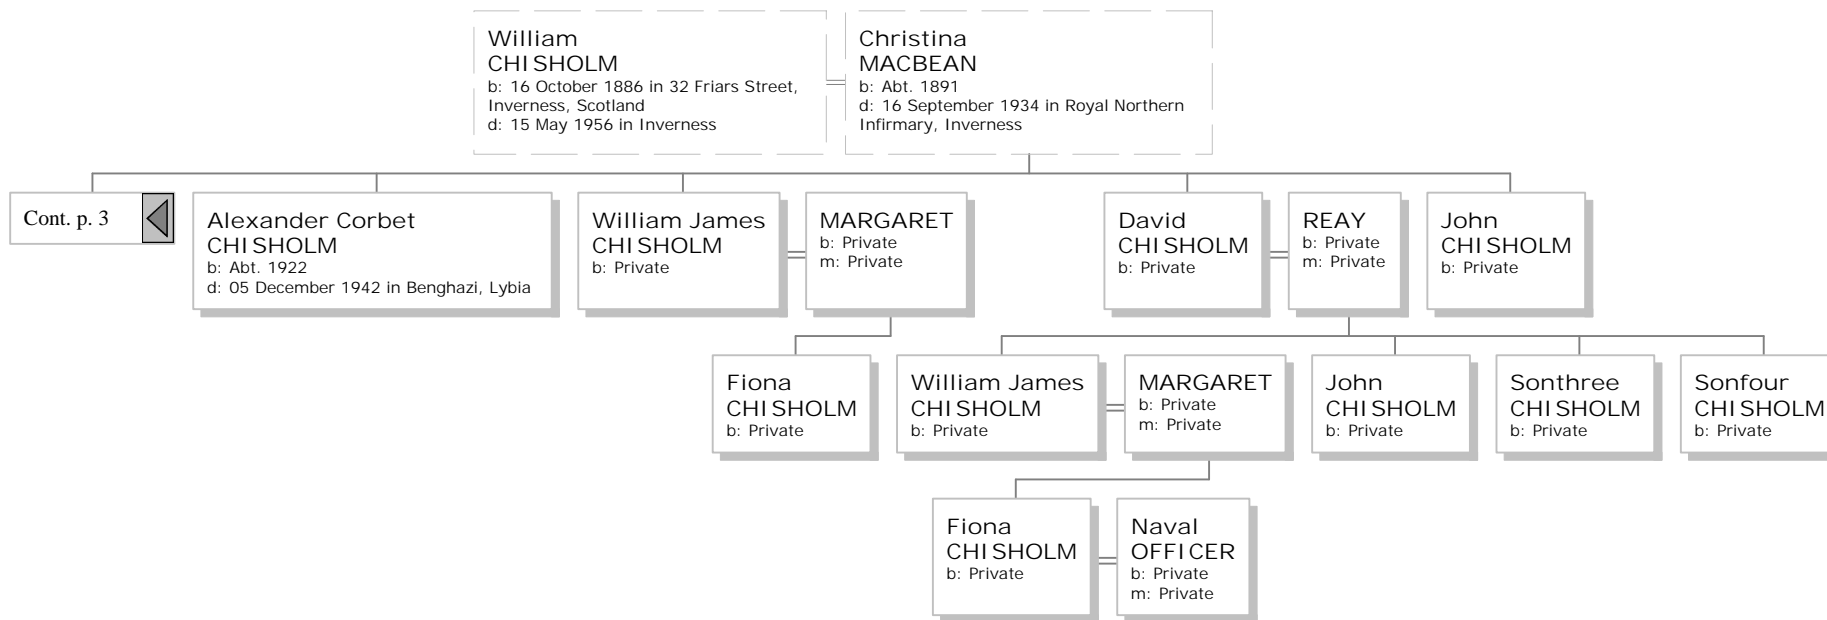 William
CHISHOLM
b: 16 October 1886 in 32 Friars Street,
Inverness, Scotland
d: 15 May 1956 in Inverness
Christina
MACBEAN
b: Abt. 1891
d: 16 September 1934 in Royal Northern
Infirmary, Inverness
Cont. p. 3
Alexander Corbet
CHISHOLM
b: Abt. 1922
d: 05 December 1942 in Benghazi, Lybia
William James
CHISHOLM
b: Private
MARGARET
b: Private
m: Private
David
CHISHOLM
b: Private
REAY
b: Private
m: Private
John
CHISHOLM
b: Private
Fiona
CHISHOLM
b: Private
William James
CHISHOLM
b: Private
MARGARET
b: Private
m: Private
John
CHISHOLM
b: Private
Sonthree
CHISHOLM
b: Private
Sonfour
CHISHOLM
b: Private
Fiona
CHISHOLM
b: Private
Naval
OFFICER
b: Private
m: Private